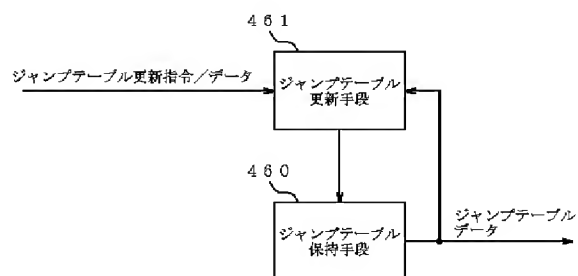 ４６１
ジャンプテーブル更新指令／データ
ジャンプテーブル
更新手段
４６０
ジャンプテーブル
保持手段
ジャンプテーブル
データ